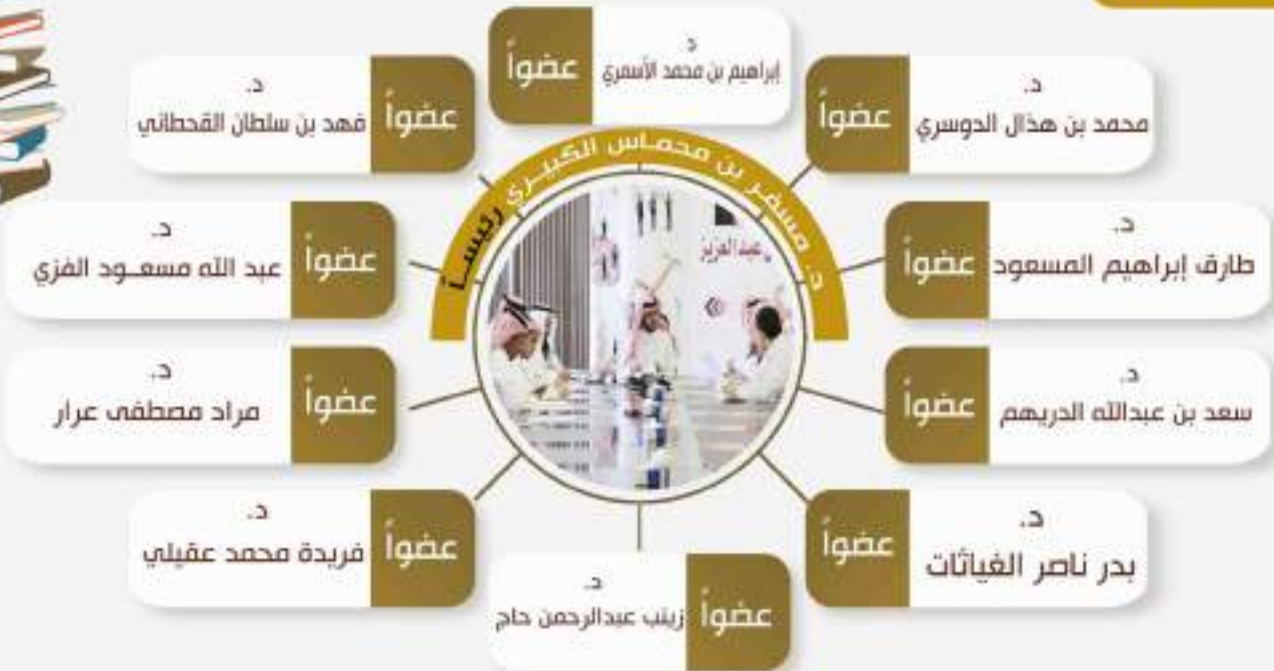 د. مسفر بن محماس الكبيري رئيساً
د
إبراهيم بن محمد الأسمري
عضواً
د.
محمد بن هذال الدوسري
عضواً
د.
فهد بن سلطان القحطاني
عضواً
د.
طارق إبراهيم المسعود
عضواً
د.
عبد الله مسعود الفزي
عضواً
عبدالعزيز
د.
سعد بن عبدالله الدريهم
عضواً
د.
مراد مصطفى عرار
عضواً
د.
بدر ناصر الغياثات
عضواً
د.
فريدة محمد عقيلي
عضواً
د.
زينب عبدالرحمن حاج
عضواً